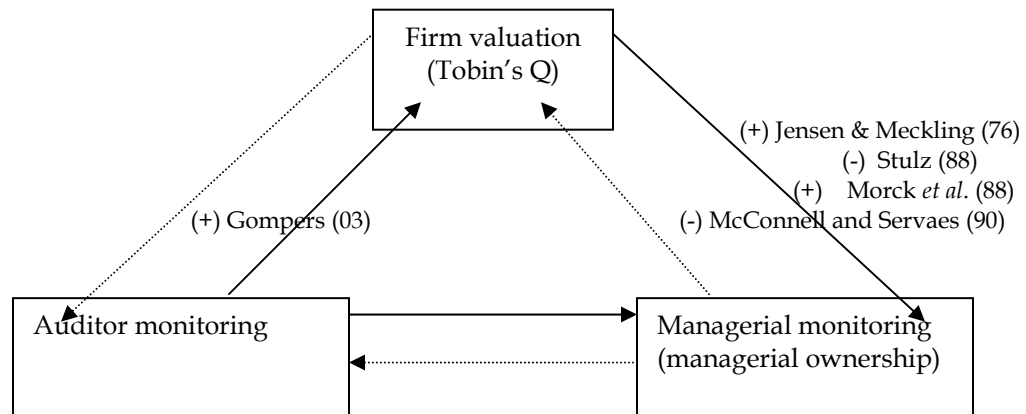 Firm valuation
(Tobin’s Q)
(+) Jensen & Meckling (76)
(-) Stulz (88)
(+) Morck et al. (88)
(+) Gompers (03)
(-) McConnell and Servaes (90)
Auditor monitoring
Managerial monitoring
(managerial ownership)